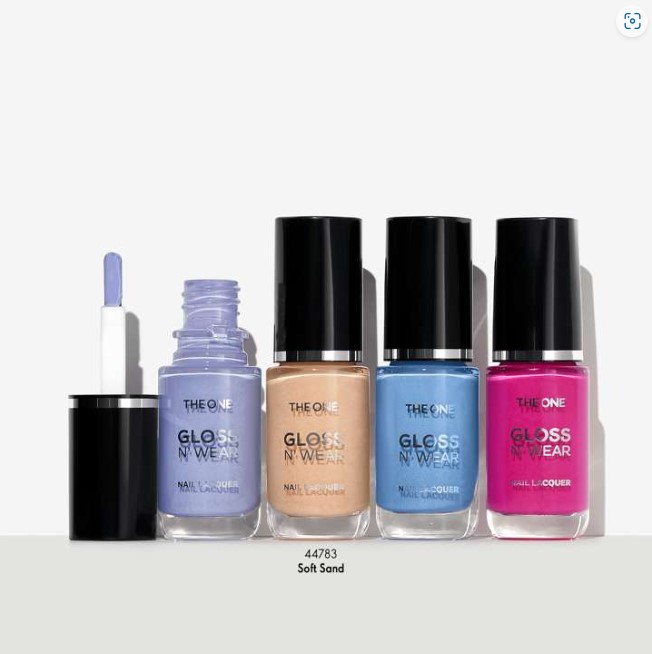 THE ONE
GLOSS
N' WEAR
NAIL LACQUER
THE ONE
GLOSS
N' WEAR
NAIL LACQUER
THE ONE
GLOSS
N' WEAR
NAIL LACQUER
THE ONE
GLOSS
N' WEAR
NAIL LACQUER
44783
Soft Sand